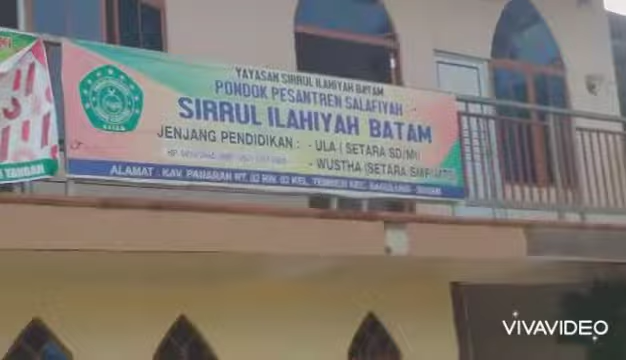 YAYASAN SIRRUL ILAHIYAH BATAM
PONDOK PESANTREN SALAFIYAH
SIRRUL ILAHIYAH BATAM
JENJANG PENDIDIKAN : - ULA ( SETARA SD/MI)
- WUSTHA (SETARA SMP/MTS)
ALAMAT : KAV. PANARAN RT. 02 RW. 02 KEL. TEMBESI KEC. SAGULUNG - BATAM
BATAM
VIVAVIDEO